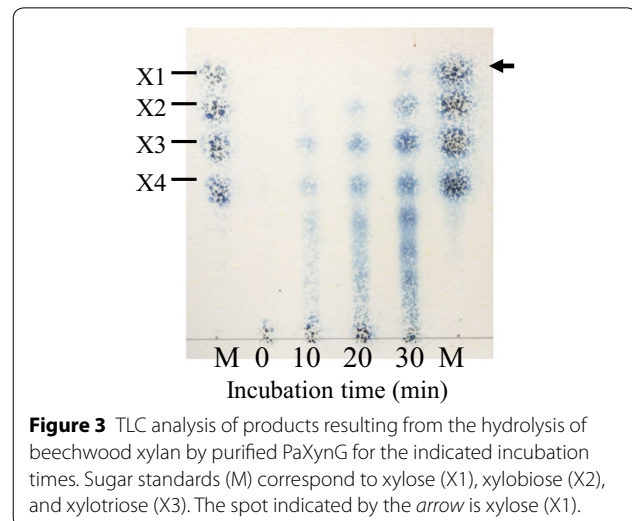 X1
X2
X3
X4
M 0 10 20 30 M
Incubation time (min)
Figure 3 TLC analysis of products resulting from the hydrolysis of
beechwood xylan by purified PaXynG for the indicated incubation
times. Sugar standards (M) correspond to xylose (X1), xylobiose (X2),
and xylotriose (X3). The spot indicated by the arrow is xylose (X1).